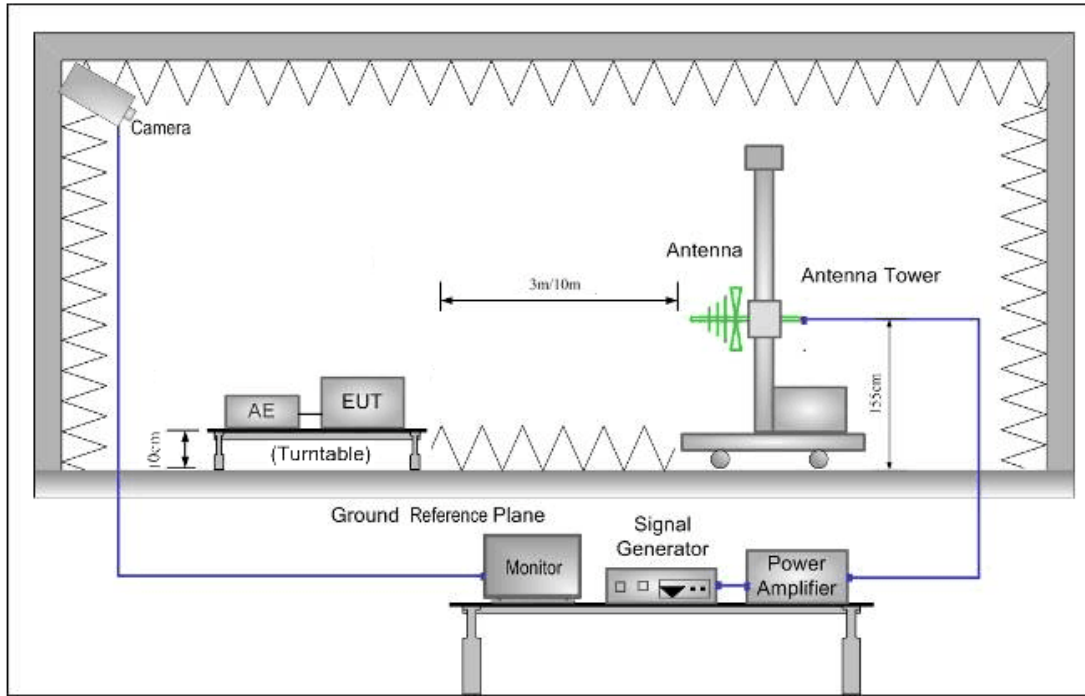 Camera
Antenna
Antenna Tower
3m/10m
155cm
AE
EUT
10cm
(Turntable)
Ground Reference Plane
Signal
Generator
Monitor
Power
Amplifier